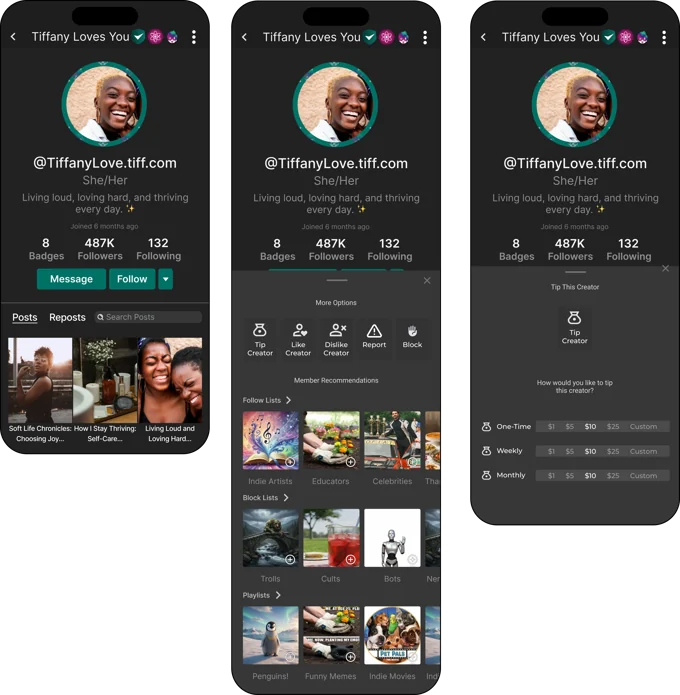 Tiffany Loves You
@TiffanyLove.tiff.com
She/Her
Living loud, loving hard, and thriving
every day. ✨
Joined 6 months ago
8 487K 132
Badges Followers Following
Message Follow
Posts Reposts Search Posts
Soft Life Chronicles: How I Stay Thriving: Living Loud and
Choosing Joy... Self-Care... Loving Hard...
Tiffany Loves You
@TiffanyLove.tiff.com
She/Her
Living loud, loving hard, and thriving
every day. ✨
Joined 6 months ago
8 487K 132
Badges Followers Following
More Options
Tip Like Dislike Report Block
Creator Creator Creator
Member Recommendations
Follow Lists
Indie Artists Educators Celebrities Tha
Block Lists
Trolls Cults Bots Ner
Playlists
PET PALS
Penguins! Funny Memes Indie Movies Ind
Tiffany Loves You
@TiffanyLove.tiff.com
She/Her
Living loud, loving hard, and thriving
every day. ✨
Joined 6 months ago
8 487K 132
Badges Followers Following
Tip This Creator
Tip
Creator
How would you like to tip
this creator?
One-Time $1 $5 $10 $25 Custom
Weekly $1 $5 $10 $25 Custom
Monthly $1 $5 $10 $25 Custom